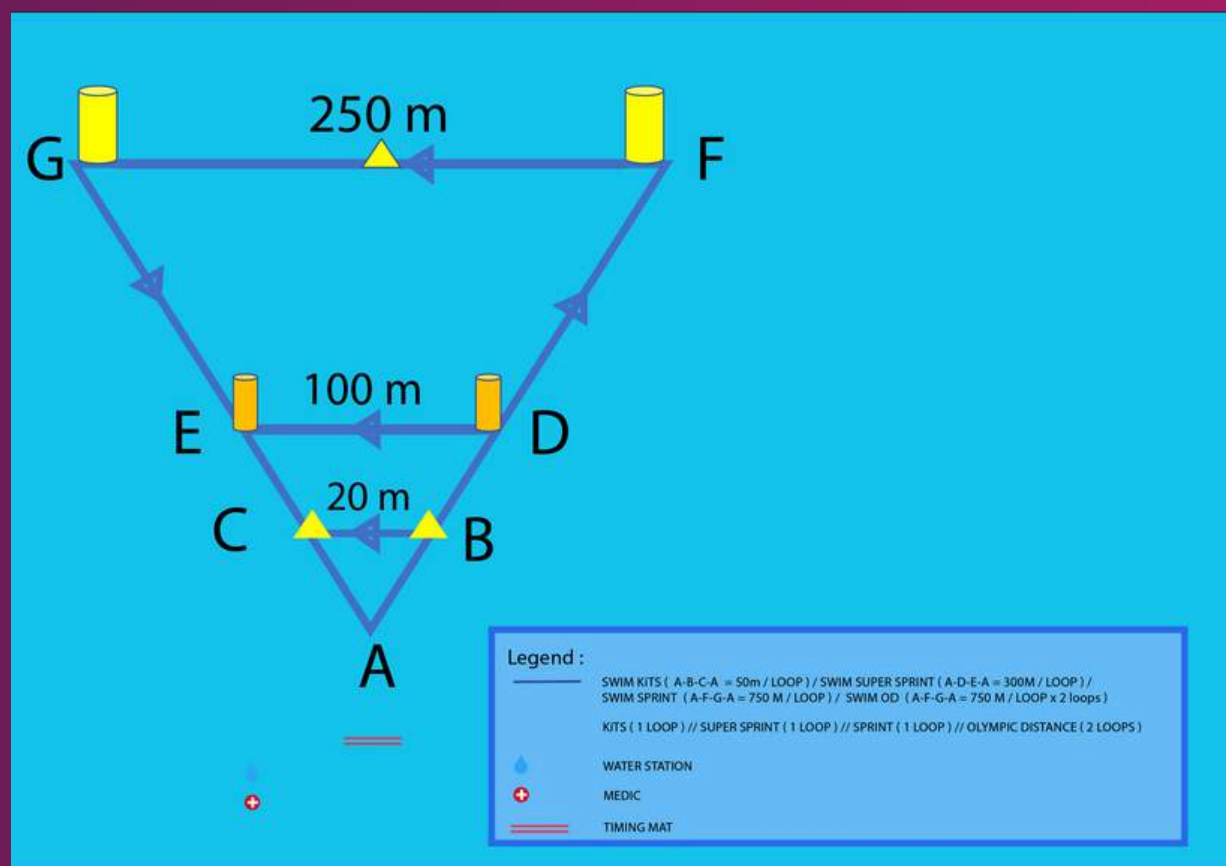 250 m
G
F
100 m
E
D
20 m
C
B
A
Legend :
SWIM KITS ( A-B-C-A = 50m / LOOP ) / SWIM SUPER SPRINT ( A-D-E-A = 300M / LOOP ) /
SWIM SPRINT ( A-F-G-A = 750 M / LOOP ) / SWIM OD ( A-F-G-A = 750 M / LOOP x 2 loops )
KITS ( 1 LOOP ) // SUPER SPRINT ( 1 LOOP ) // SPRINT ( 1 LOOP ) // OLYMPIC DISTANCE ( 2 LOOPS )
WATER STATION
MEDIC
TIMING MAT